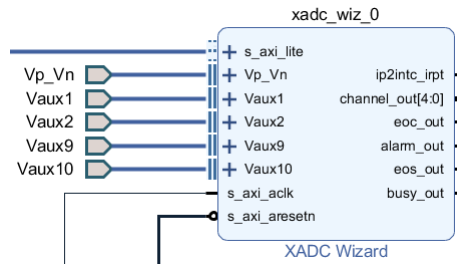 xadc_wiz_0
s_axi_lite
Vp_Vn Vp_Vn ip2intc_irpt
Vaux1 Vaux1 channel_out[4:0]
Vaux2 Vaux2 eoc_out
Vaux9 Vaux9 alarm_out
Vaux10 Vaux10 eos_out
s_axi_aclk busy_out
s_axi_aresetn
XADC Wizard